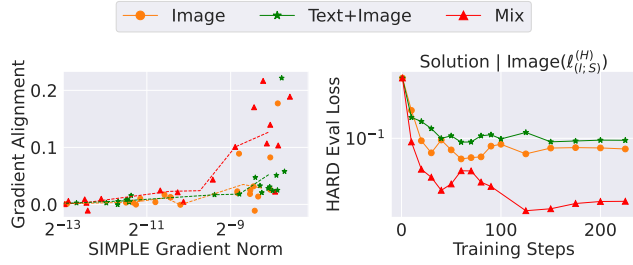 Image Text+Image Mix
Gradient Alignment
0.2
0.1
0.0
2^{-13} 2^{-11} 2^{-9}
SIMPLE Gradient Norm
Solution | Image(ℓ^{(H)}_{(I;S)})
HARD Eval Loss
10^{-1}
0 100 200
Training Steps